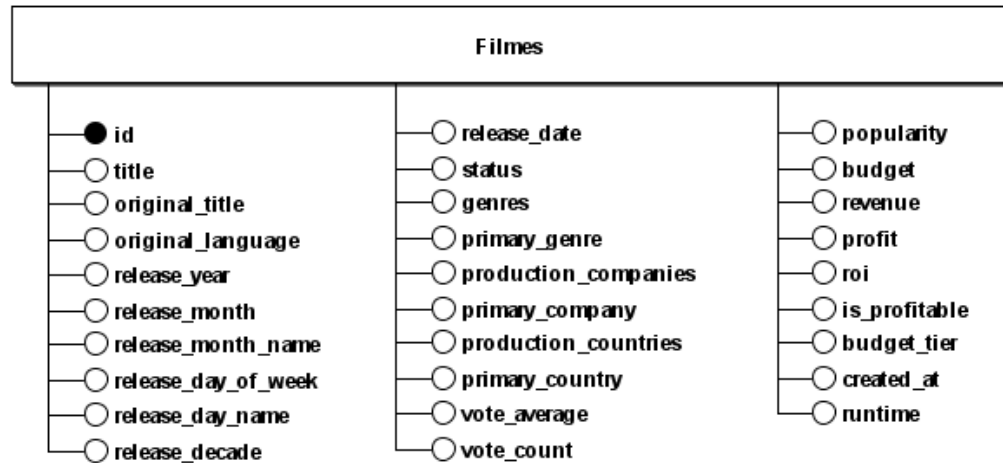 Filmes
id
title
original_title
original_language
release_year
release_month
release_month_name
release_day_of_week
release_day_name
release_decade
release_date
status
genres
primary_genre
production_companies
primary_company
production_countries
primary_country
vote_average
vote_count
popularity
budget
revenue
profit
roi
is_profitable
budget_tier
created_at
runtime